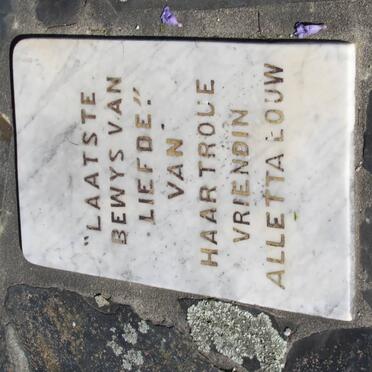 "LAATSTE
BEWYS VAN
LIEFDE."
VAN
HAAR TROUE
VRIENDIN
ALLETTA LOUW